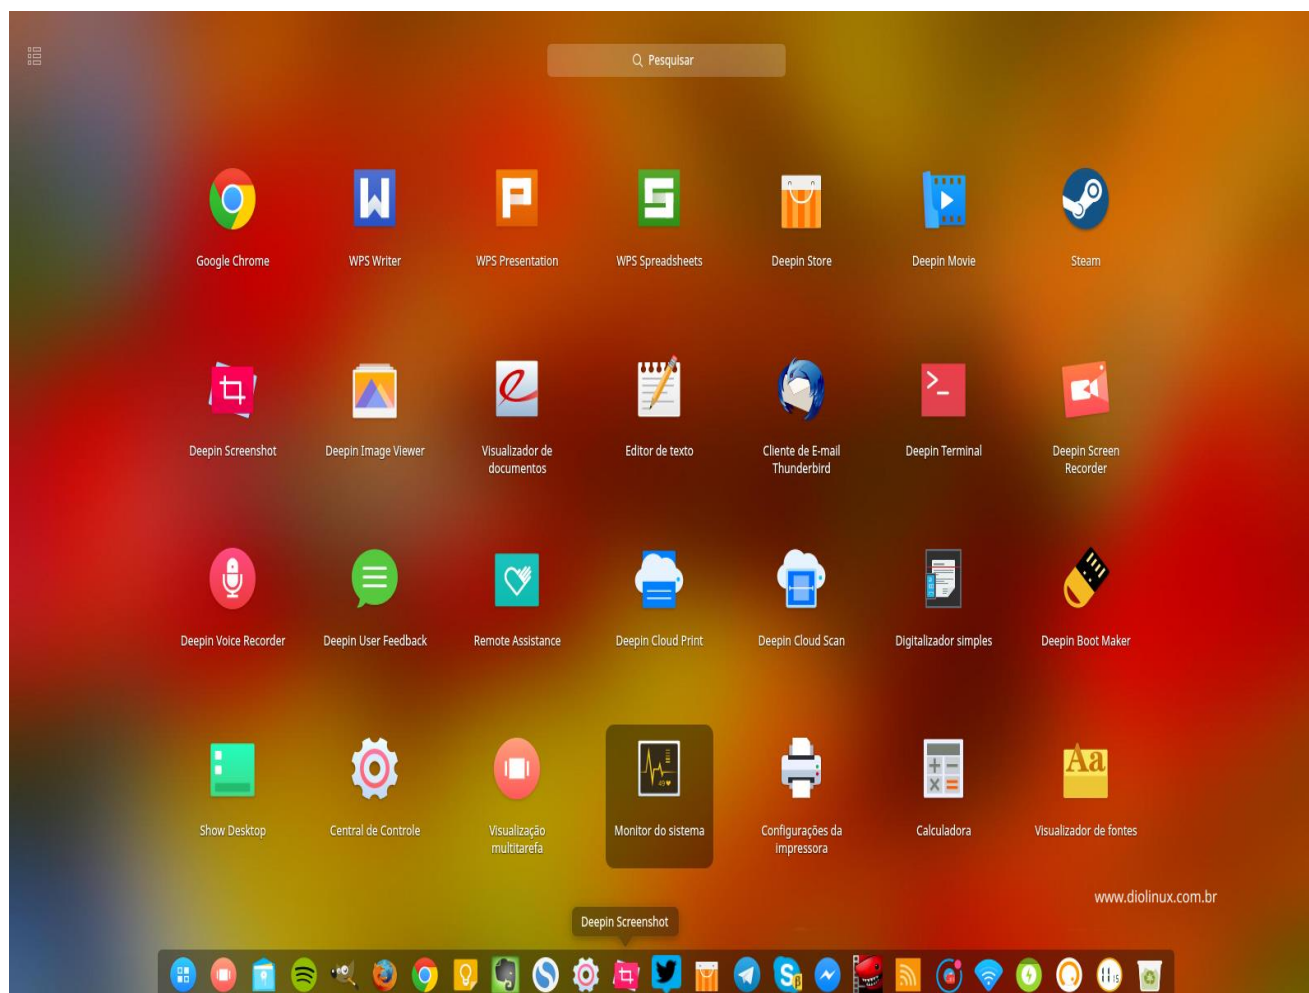 Pesquisar
Google Chrome
WPS Writer
WPS Presentation
WPS Spreadsheets
Deepin Store
Deepin Movie
Steam
Deepin Screenshot
Deepin Image Viewer
Visualizador de
documentos
Editor de texto
Cliente de E-mail
Thunderbird
Deepin Terminal
Deepin Screen
Recorder
Deepin Voice Recorder
Deepin User Feedback
Remote Assistance
Deepin Cloud Print
Deepin Cloud Scan
Digitalizador simples
Deepin Boot Maker
49
Aa
Show Desktop
Central de Controle
Visualização
multitarefa
Monitor do sistema
Configurações da
impressora
Calculadora
Visualizador de fontes
www.diolinux.com.br
Deepin Screenshot
11 15